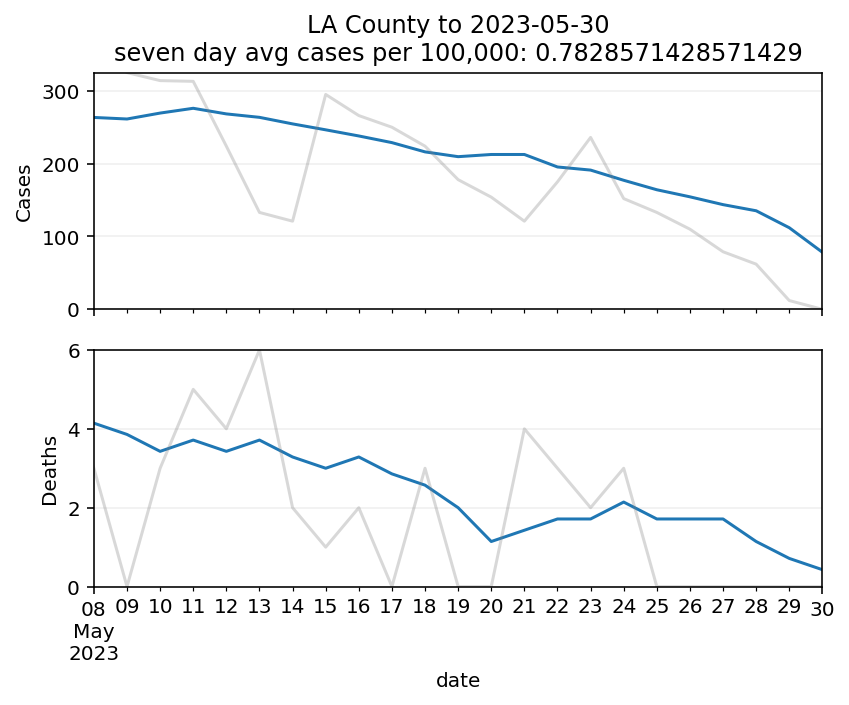 LA County to 2023-05-30
seven day avg cases per 100,000: 0.7828571428571429
300
200
100
0
Cases
6
4
2
0
Deaths
08 09 10 11 12 13 14 15 16 17 18 19 20 21 22 23 24 25 26 27 28 29 30
May
2023
date